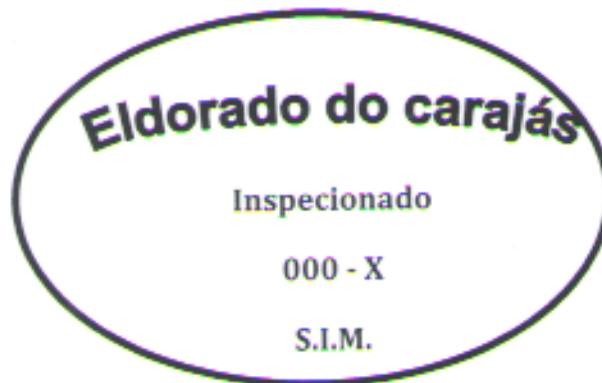 Eldorado do carajás
Inspecionado
000 - X
S.I.M.